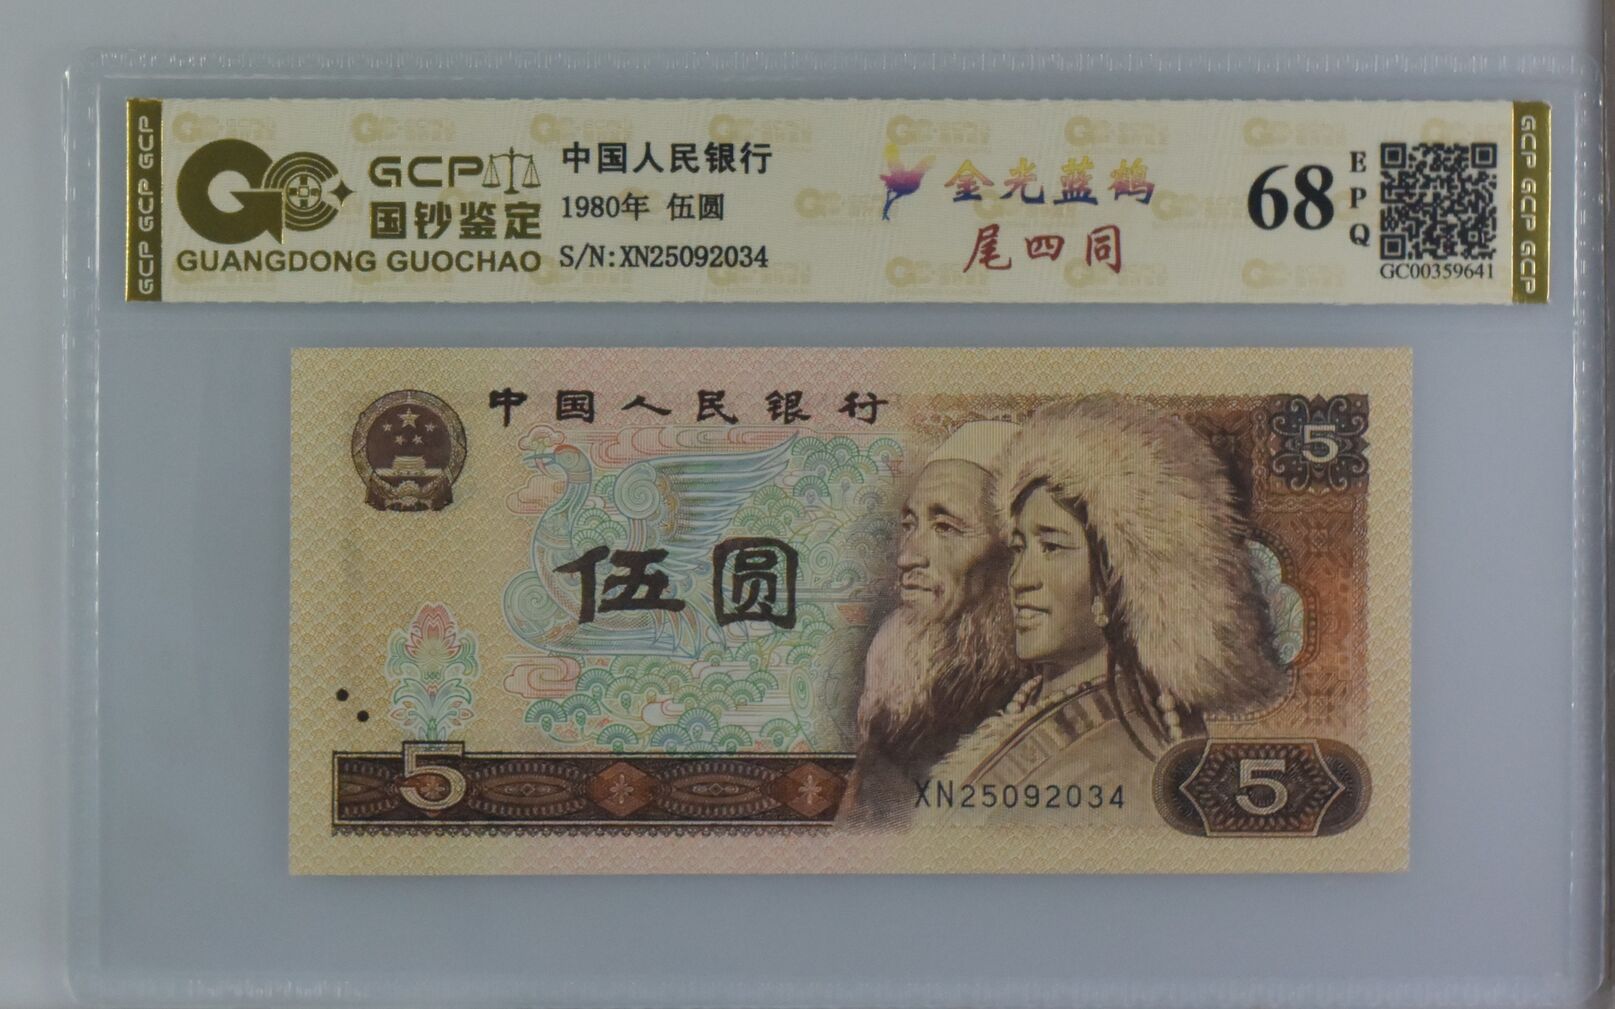 GCP GCP GCP
GCP
国钞鉴定
GUANGDONG GUOCHAO
中国人民银行
1980年 伍圆
S/N:XN25092034
金光蓝鹤
尾四同
68
EPQ
GC00359641
GCP GCP GCP
中国人民银行
5
伍圆
5
XN25092034
5